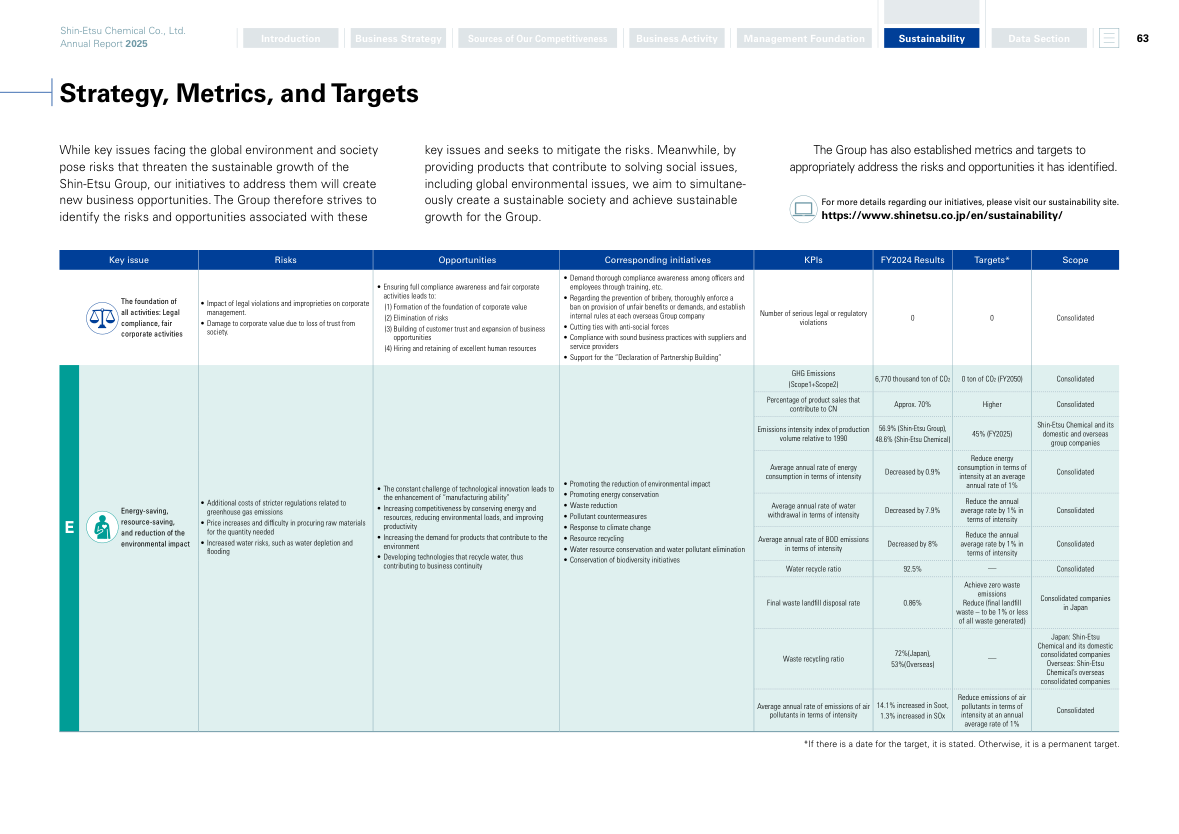 Shin-Etsu Chemical Co., Ltd.
Annual Report 2025
Introduction
Business Strategy
Sources of Our Competitiveness
Business Activity
Management Foundation
Sustainability
Data Section
63
Strategy, Metrics, and Targets
While key issues facing the global environment and society
pose risks that threaten the sustainable growth of the
Shin-Etsu Group, our initiatives to address them will create
new business opportunities. The Group therefore strives to
identify the risks and opportunities associated with these
key issues and seeks to mitigate the risks. Meanwhile, by
providing products that contribute to solving social issues,
including global environmental issues, we aim to simultane-
ously create a sustainable society and achieve sustainable
growth for the Group.
The Group has also established metrics and targets to
appropriately address the risks and opportunities it has identified.
For more details regarding our initiatives, please visit our sustainability site.
https://www.shinetsu.co.jp/en/sustainability/
Key issue
Risks
Opportunities
Corresponding initiatives
KPIs
FY2024 Results
Targets*
Scope
The foundation of
all activities: Legal
compliance, fair
corporate activities
• Impact of legal violations and improprieties on corporate
management.
• Damage to corporate value due to loss of trust from
society.
• Ensuring full compliance awareness and fair corporate
activities leads to:
(1) Formation of the foundation of corporate value
(2) Elimination of risks
(3) Building of customer trust and expansion of business
opportunities
(4) Hiring and retaining of excellent human resources
• Demand thorough compliance awareness among officers and
employees through training, etc.
• Regarding the prevention of bribery, thoroughly enforce a
ban on provision of unfair benefits or demands, and establish
internal rules at each overseas Group company
• Cutting ties with anti-social forces
• Compliance with sound business practices with suppliers and
service providers
• Support for the "Declaration of Partnership Building"
Number of serious legal or regulatory
violations
0
0
Consolidated
E
Energy-saving,
resource-saving,
and reduction of the
environmental impact
• Additional costs of stricter regulations related to
greenhouse gas emissions
• Price increases and difficulty in procuring raw materials
for the quantity needed
• Increased water risks, such as water depletion and
flooding
• The constant challenge of technological innovation leads to
the enhancement of "manufacturing ability"
• Increasing competitiveness by conserving energy and
resources, reducing environmental loads, and improving
productivity
• Increasing the demand for products that contribute to the
environment
• Developing technologies that recycle water, thus
contributing to business continuity
• Promoting the reduction of environmental impact
• Promoting energy conservation
• Waste reduction
• Pollutant countermeasures
• Response to climate change
• Resource recycling
• Water resource conservation and water pollutant elimination
• Conservation of biodiversity initiatives
GHG Emissions
(Scope1+Scope2)
6,770 thousand ton of CO2
0 ton of CO2 (FY2050)
Consolidated
Percentage of product sales that
contribute to CN
Approx. 70%
Higher
Consolidated
Emissions intensity index of production
volume relative to 1990
56.9% (Shin-Etsu Group),
48.6% (Shin-Etsu Chemical)
45% (FY2025)
Shin-Etsu Chemical and its
domestic and overseas
group companies
Average annual rate of energy
consumption in terms of intensity
Decreased by 0.9%
Reduce energy
consumption in terms of
intensity at an average
annual rate of 1%
Consolidated
Average annual rate of water
withdrawal in terms of intensity
Decreased by 7.9%
Reduce the annual
average rate by 1% in
terms of intensity
Consolidated
Average annual rate of BOD emissions
in terms of intensity
Decreased by 8%
Reduce the annual
average rate by 1% in
terms of intensity
Consolidated
Water recycle ratio
92.5%
—
Consolidated
Final waste landfill disposal rate
0.86%
Achieve zero waste
emissions
Reduce (final landfill
waste – to be 1% or less
of all waste generated)
Consolidated companies
in Japan
Waste recycling ratio
72%(Japan),
53%(Overseas)
—
Japan: Shin-Etsu
Chemical and its domestic
consolidated companies
Overseas: Shin-Etsu
Chemical's overseas
consolidated companies
Average annual rate of emissions of air
pollutants in terms of intensity
14.1% increased in Soot,
1.3% increased in SOx
Reduce emissions of air
pollutants in terms of
intensity at an annual
average rate of 1%
Consolidated
*If there is a date for the target, it is stated. Otherwise, it is a permanent target.